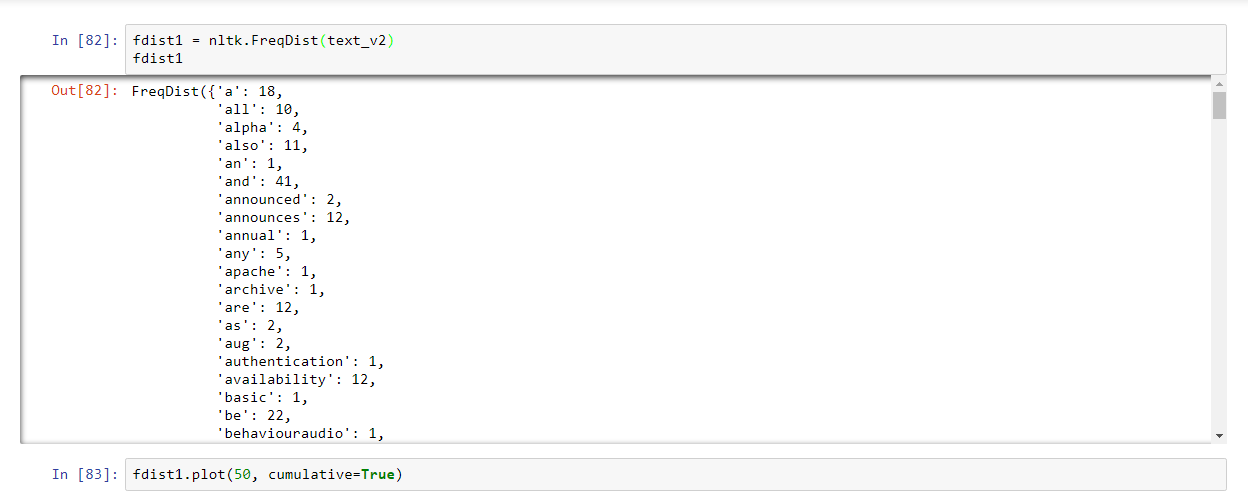 In [82]: fdist1 = nltk.FreqDist(text_v2)
fdist1
Out[82]: FreqDist({'a': 18,
'all': 10,
'alpha': 4,
'also': 11,
'an': 1,
'and': 41,
'announced': 2,
'announces': 12,
'annual': 1,
'any': 5,
'apache': 1,
'archive': 1,
'are': 12,
'as': 2,
'aug': 2,
'authentication': 1,
'availability': 12,
'basic': 1,
'be': 22,
'behaviouraudio': 1,
In [83]: fdist1.plot(50, cumulative=True)